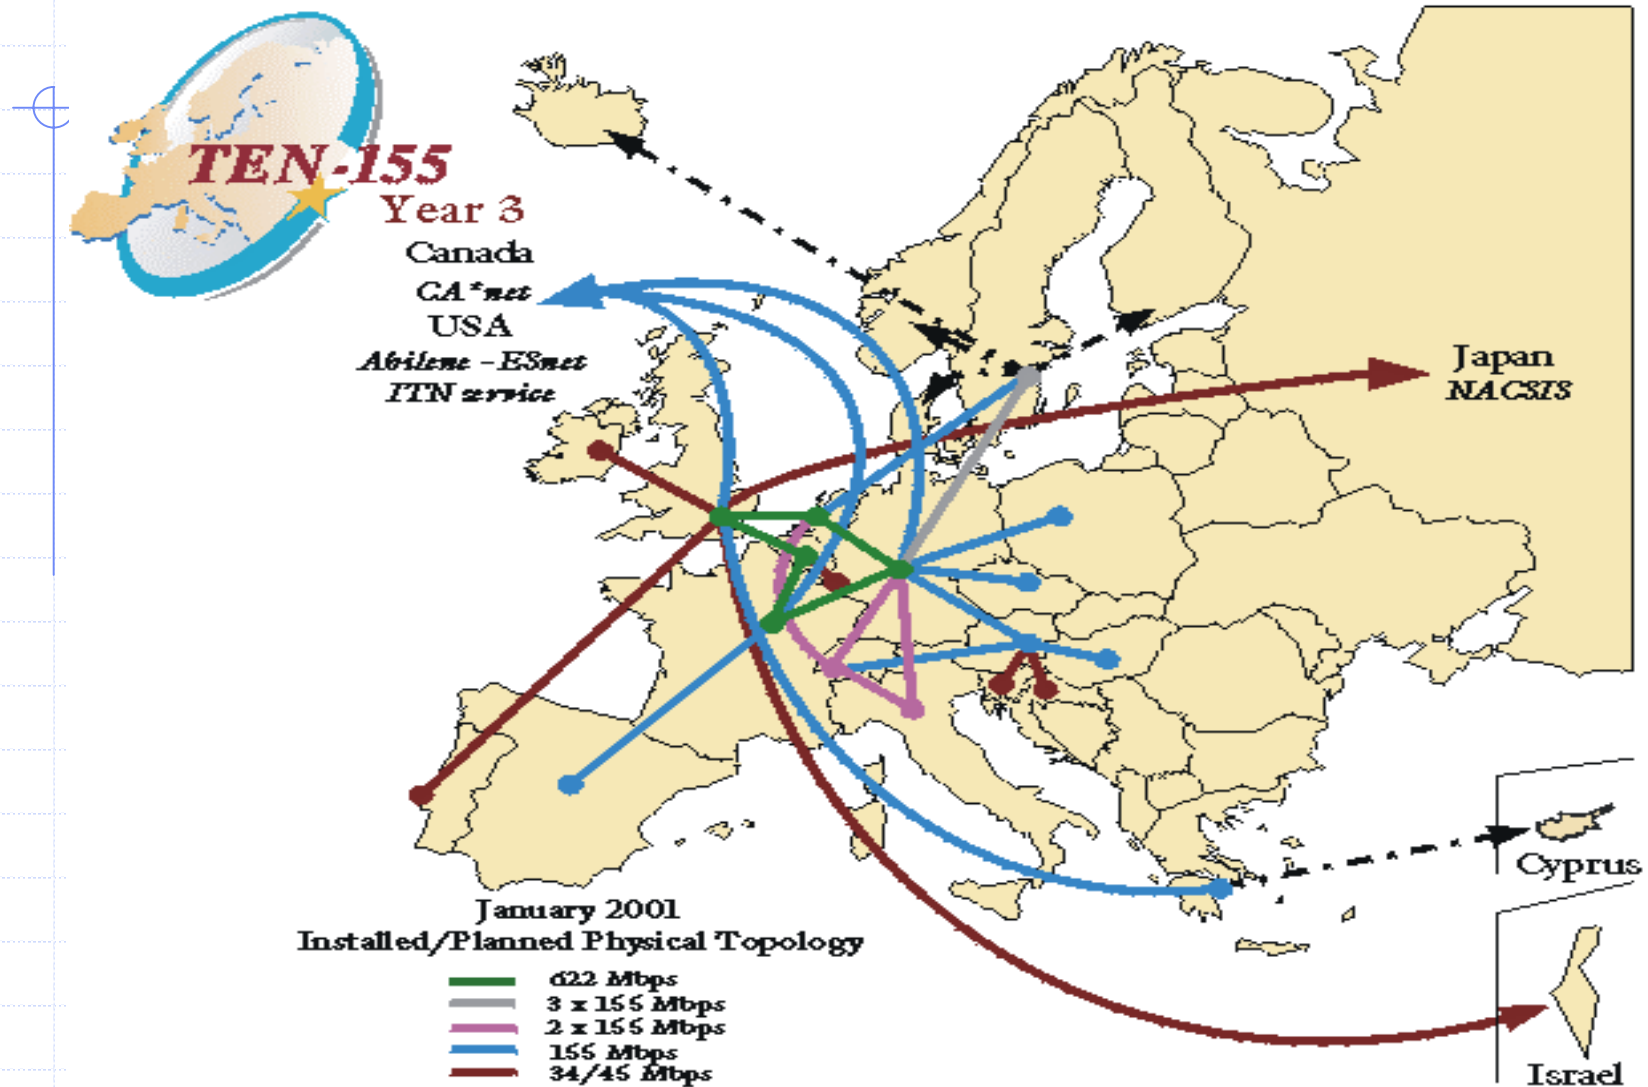 TEN-155
Year 3
Canada
CA*net
USA
Abilene - ESnet
ITN service
Japan
NACSIS
Cyprus
Israel
January 2001
Installed/Planned Physical Topology
622 Mbps
3 x 155 Mbps
2 x 155 Mbps
155 Mbps
34/45 Mbps